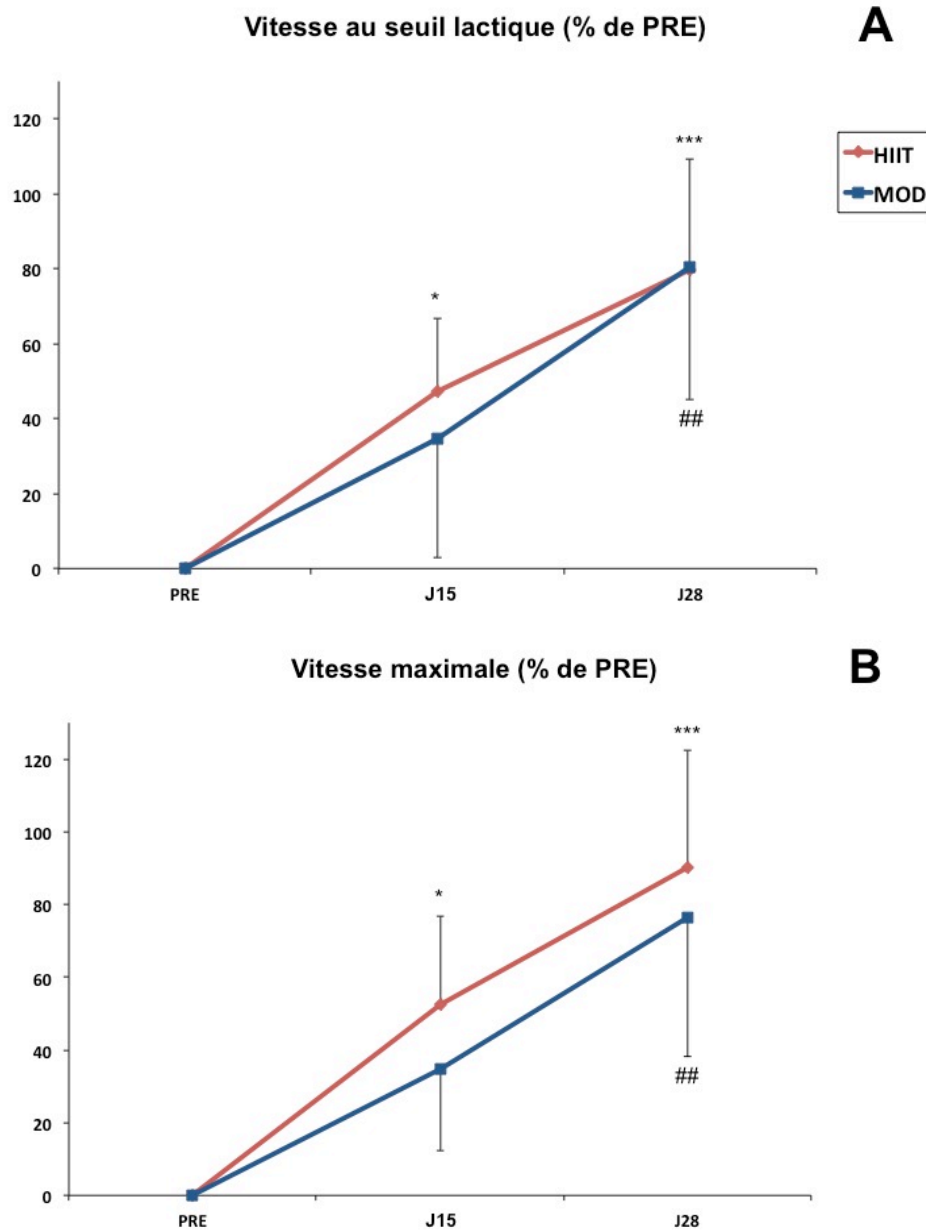 Vitesse au seuil lactique (% de PRE)
A
120
100
80
60
40
20
0
***
*
##
HIIT
MOD
PRE J15 J28
Vitesse maximale (% de PRE)
B
120
100
80
60
40
20
0
***
*
##
PRE J15 J28